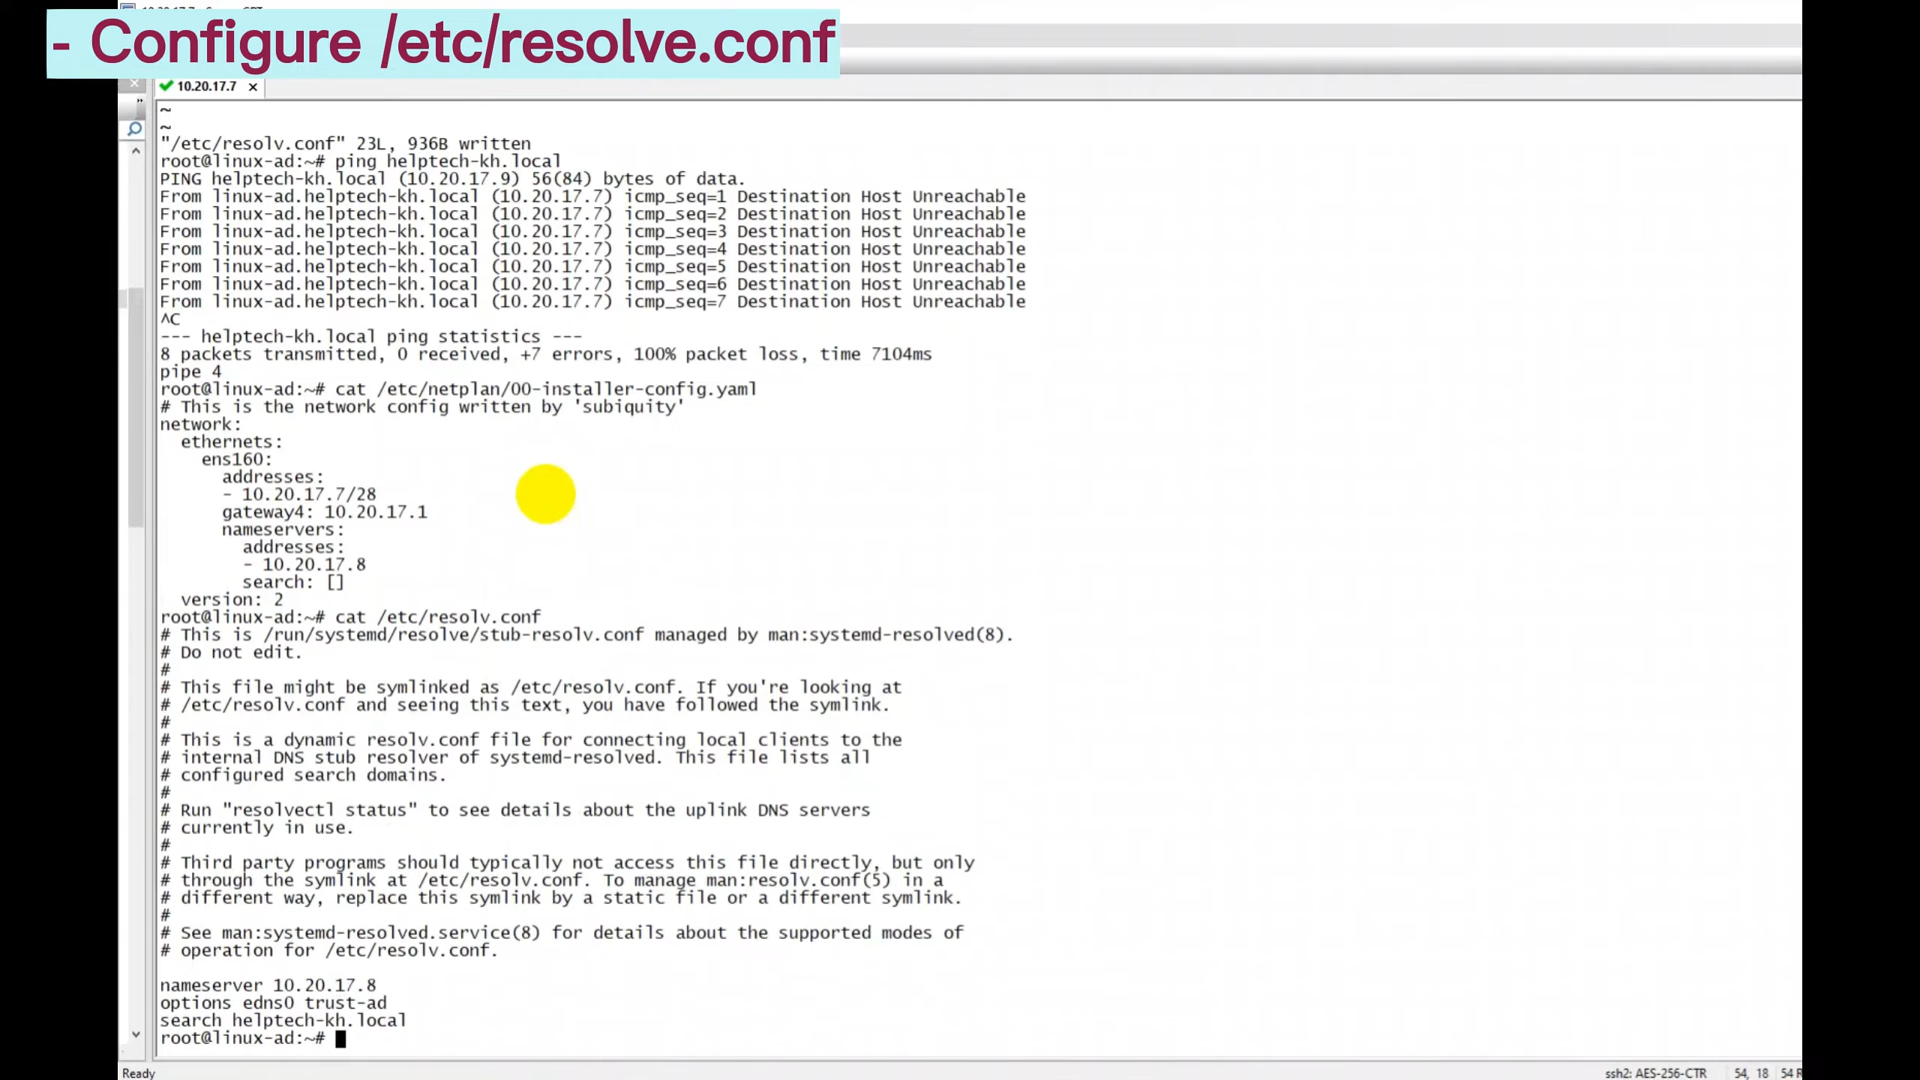 - Configure /etc/resolve.conf
10.20.17.7
~
~
"/etc/resolv.conf" 23L, 936B written
root@linux-ad:~# ping helptech-kh.local
PING helptech-kh.local (10.20.17.9) 56(84) bytes of data.
From linux-ad.helptech-kh.local (10.20.17.7) icmp_seq=1 Destination Host Unreachable
From linux-ad.helptech-kh.local (10.20.17.7) icmp_seq=2 Destination Host Unreachable
From linux-ad.helptech-kh.local (10.20.17.7) icmp_seq=3 Destination Host Unreachable
From linux-ad.helptech-kh.local (10.20.17.7) icmp_seq=4 Destination Host Unreachable
From linux-ad.helptech-kh.local (10.20.17.7) icmp_seq=5 Destination Host Unreachable
From linux-ad.helptech-kh.local (10.20.17.7) icmp_seq=6 Destination Host Unreachable
From linux-ad.helptech-kh.local (10.20.17.7) icmp_seq=7 Destination Host Unreachable
^C
--- helptech-kh.local ping statistics ---
8 packets transmitted, 0 received, +7 errors, 100% packet loss, time 7104ms
pipe 4
root@linux-ad:~# cat /etc/netplan/00-installer-config.yaml
# This is the network config written by 'subiquity'
network:
  ethernets:
    ens160:
      addresses:
      - 10.20.17.7/28
      gateway4: 10.20.17.1
      nameservers:
        addresses:
        - 10.20.17.8
        search: []
  version: 2
root@linux-ad:~# cat /etc/resolv.conf
# This is /run/systemd/resolve/stub-resolv.conf managed by man:systemd-resolved(8).
# Do not edit.
#
# This file might be symlinked as /etc/resolv.conf. If you're looking at
# /etc/resolv.conf and seeing this text, you have followed the symlink.
#
# This is a dynamic resolv.conf file for connecting local clients to the
# internal DNS stub resolver of systemd-resolved. This file lists all
# configured search domains.
#
# Run "resolvectl status" to see details about the uplink DNS servers
# currently in use.
#
# Third party programs should typically not access this file directly, but only
# through the symlink at /etc/resolv.conf. To manage man:resolv.conf(5) in a
# different way, replace this symlink by a static file or a different symlink.
#
# See man:systemd-resolved.service(8) for details about the supported modes of
# operation for /etc/resolv.conf.

nameserver 10.20.17.8
options edns0 trust-ad
search helptech-kh.local
root@linux-ad:~#
Ready
ssh2: AES-256-CTR
54, 18
54 R